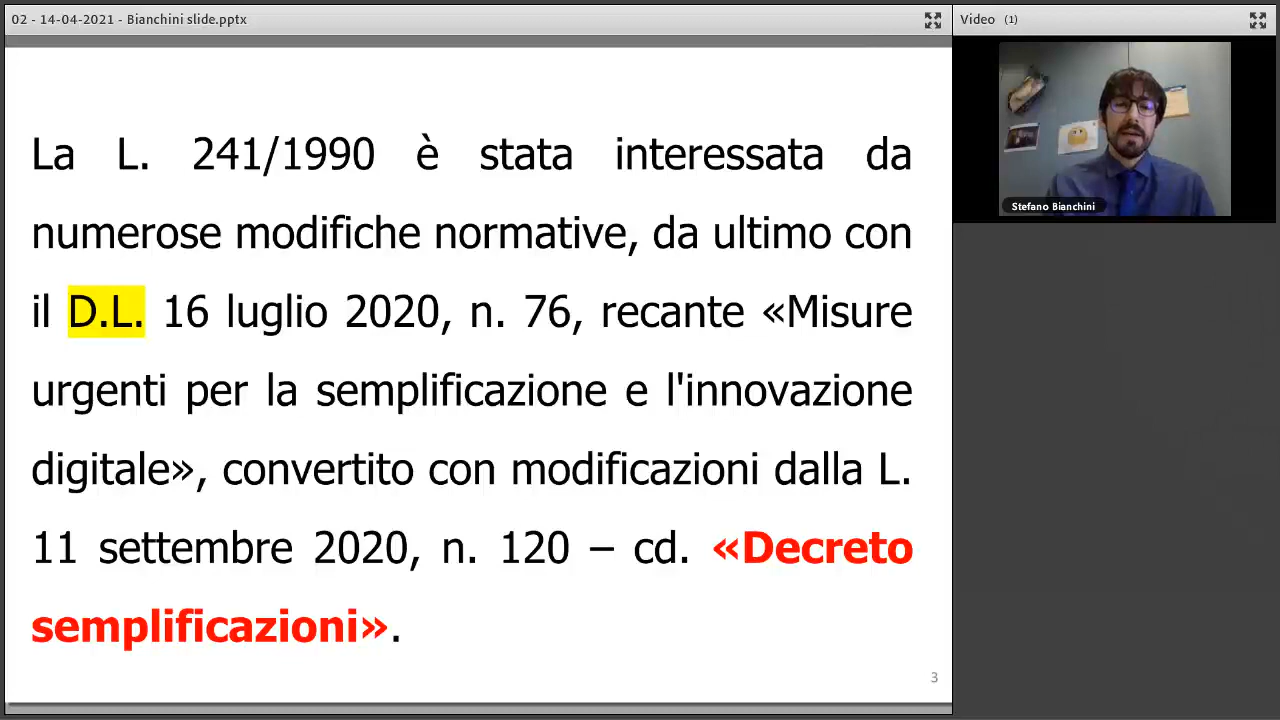 02 - 14-04-2021 - Bianchini slide.pptx
Video (1)
Stefano Bianchini
La L. 241/1990 è stata interessata da
numerose modifiche normative, da ultimo con
il D.L. 16 luglio 2020, n. 76, recante «Misure
urgenti per la semplificazione e l'innovazione
digitale», convertito con modificazioni dalla L.
11 settembre 2020, n. 120 – cd. «Decreto
semplificazioni».
3